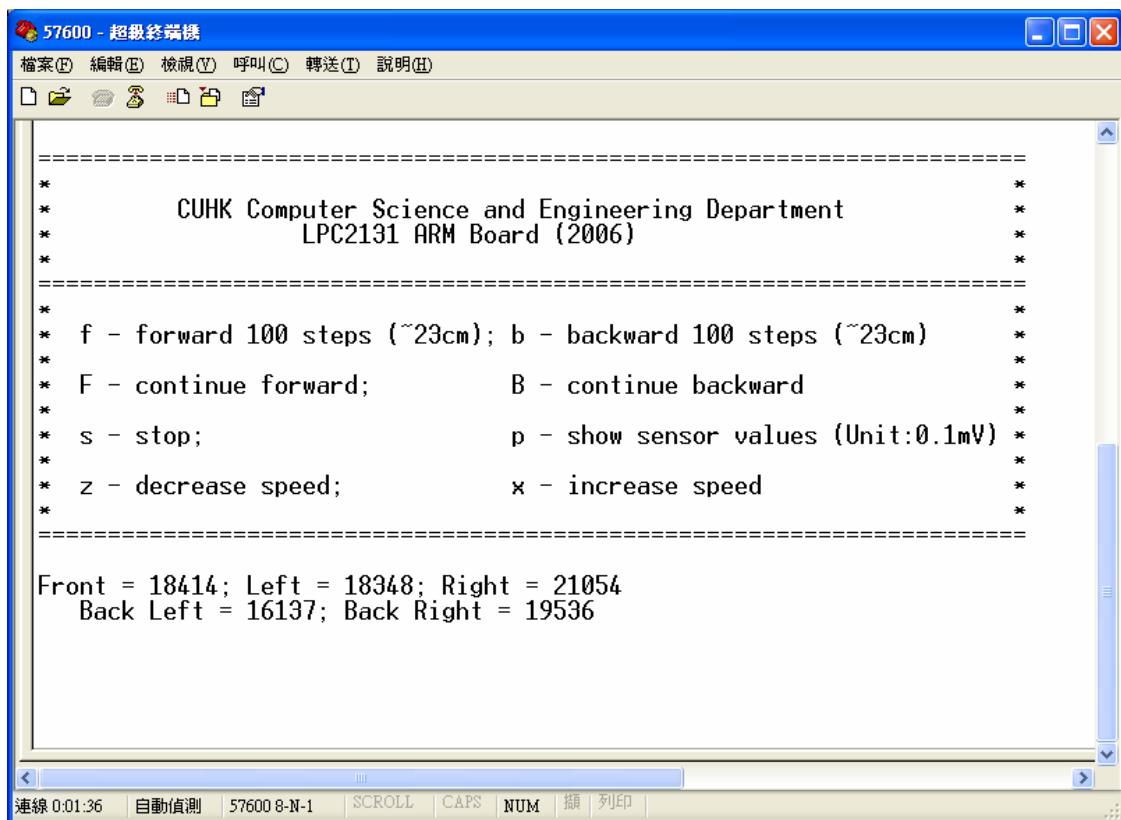 57600 - 超級終端機
檔案(F) 編輯(E) 檢視(V) 呼叫(C) 轉送(T) 說明(H)
=======================================================================
* *
* CUHK Computer Science and Engineering Department *
* LPC2131 ARM Board (2006) *
* *
=======================================================================
* *
* f - forward 100 steps (~23cm); b - backward 100 steps (~23cm) *
* *
* F - continue forward; B - continue backward *
* *
* s - stop; p - show sensor values (Unit:0.1mV) *
* *
* z - decrease speed; x - increase speed *
* *
=======================================================================
Front = 18414; Left = 18348; Right = 21054
Back Left = 16137; Back Right = 19536
連線 0:01:36 自動偵測 57600 8-N-1 SCROLL CAPS NUM 擷 列印